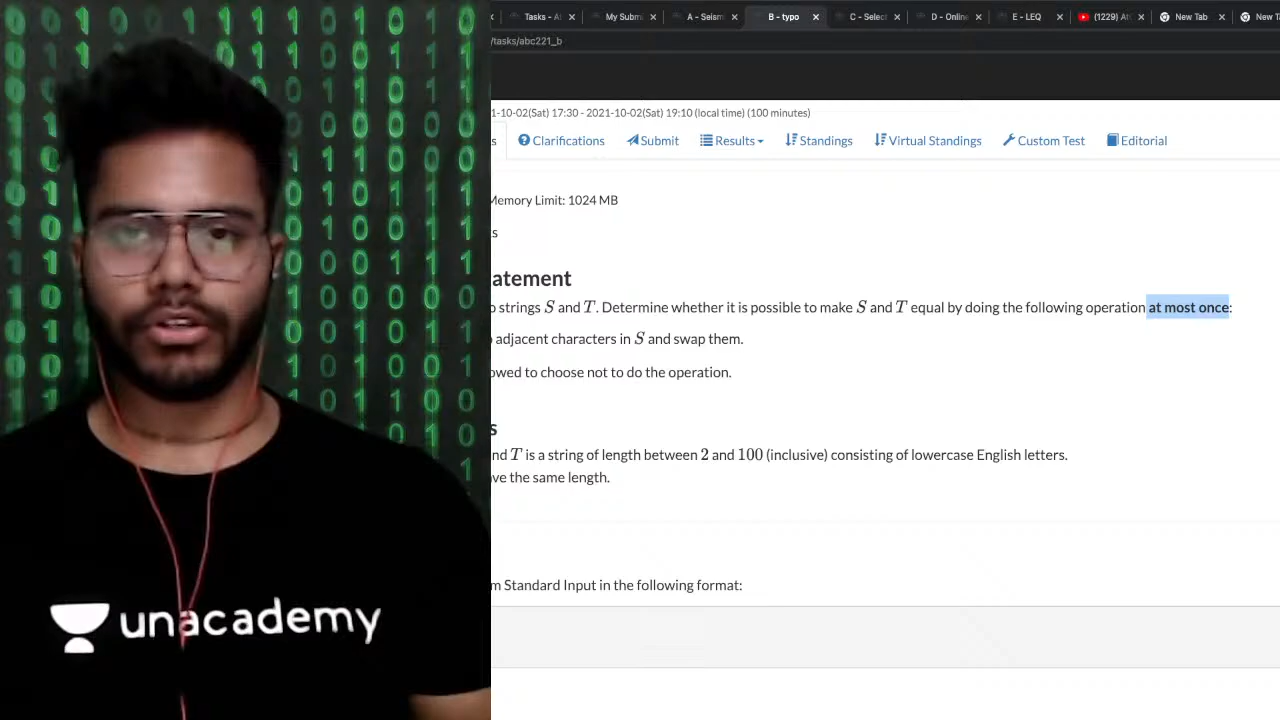 Tasks - A
My Subm
A - Seism
B - typo
C - Select
D - Online
E - LEQ
(1229) At
New Tab
New T
/tasks/abc221_b
1-10-02(Sat) 17:30 - 2021-10-02(Sat) 19:10 (local time) (100 minutes)
s
Clarifications
Submit
Results
Standings
Virtual Standings
Custom Test
Editorial
Memory Limit: 1024 MB
s
atement
o strings S and T. Determine whether it is possible to make S and T equal by doing the following operation at most once:
o adjacent characters in S and swap them.
owed to choose not to do the operation.
s
nd T is a string of length between 2 and 100 (inclusive) consisting of lowercase English letters.
ve the same length.
m Standard Input in the following format:
unacademy